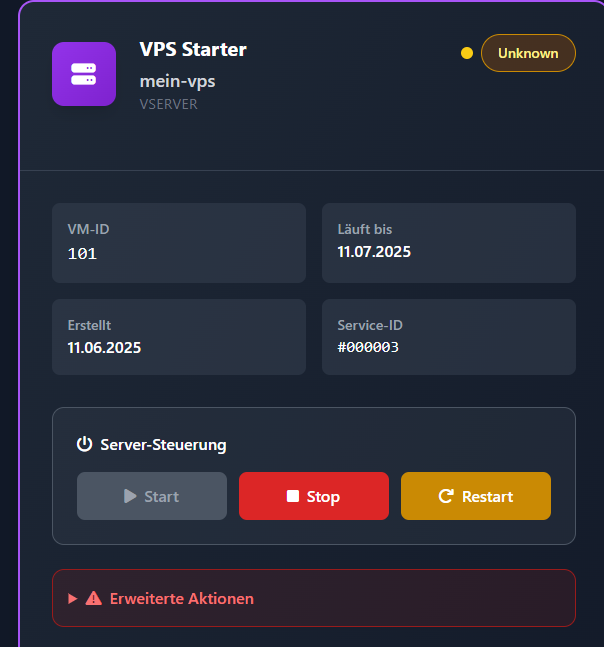 VPS Starter
Unknown
mein-vps
VSERVER
VM-ID
101
Läuft bis
11.07.2025
Erstellt
11.06.2025
Service-ID
#000003
Server-Steuerung
Start
Stop
Restart
Erweiterte Aktionen